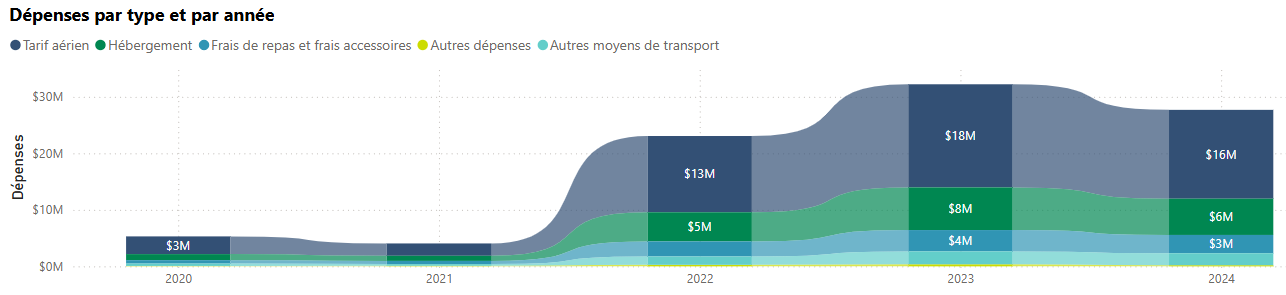 Dépenses par type et par année
Tarif aérien Hébergement Frais de repas et frais accessoires Autres dépenses Autres moyens de transport
$30M
$20M
$10M
$0M
Dépenses
$3M
$13M
$5M
$18M
$8M
$4M
$16M
$6M
$3M
2020 2021 2022 2023 2024